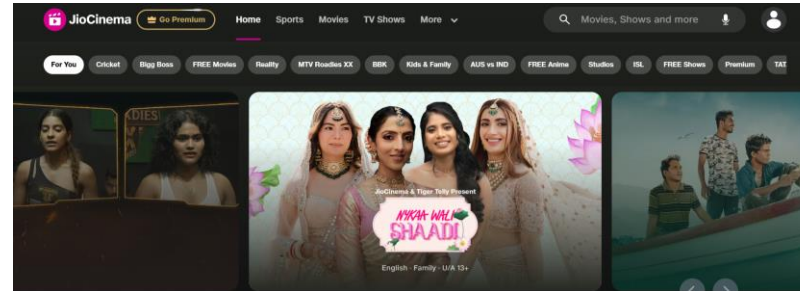 JioCinema Go Premium Home Sports Movies TV Shows More Movies, Shows and more
For You Cricket Bigg Boss FREE Movies Reality MTV Roadies XX BBK Kids & Family AUS vs IND FREE Anime Studios ISL FREE Shows Premium TAT
ADIES
JioCinema & Tiger Telly Present
NYKAA WALI
SHAADI
English · Family · U/A 13+